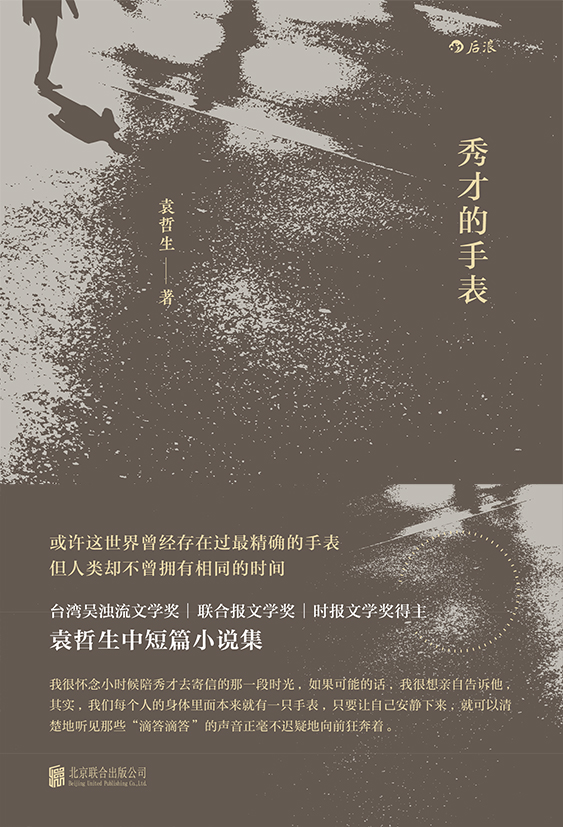 后浪
秀才的手表
袁哲生——著
或许这世界曾经存在过最精确的手表
但人类却不曾拥有相同的时间
台湾吴浊流文学奖｜联合报文学奖｜时报文学奖得主
袁哲生中短篇小说集
我很怀念小时候陪秀才去寄信的那一段时光，如果可能的话，我很想亲自告诉他，
其实，我们每个人的身体里面本来就有一只手表，只要让自己安静下来，就可以清
楚地听见那些“滴答滴答”的声音正毫不迟疑地向前狂奔着。
北京联合出版公司
Beijing United Publishing Co.,Ltd.